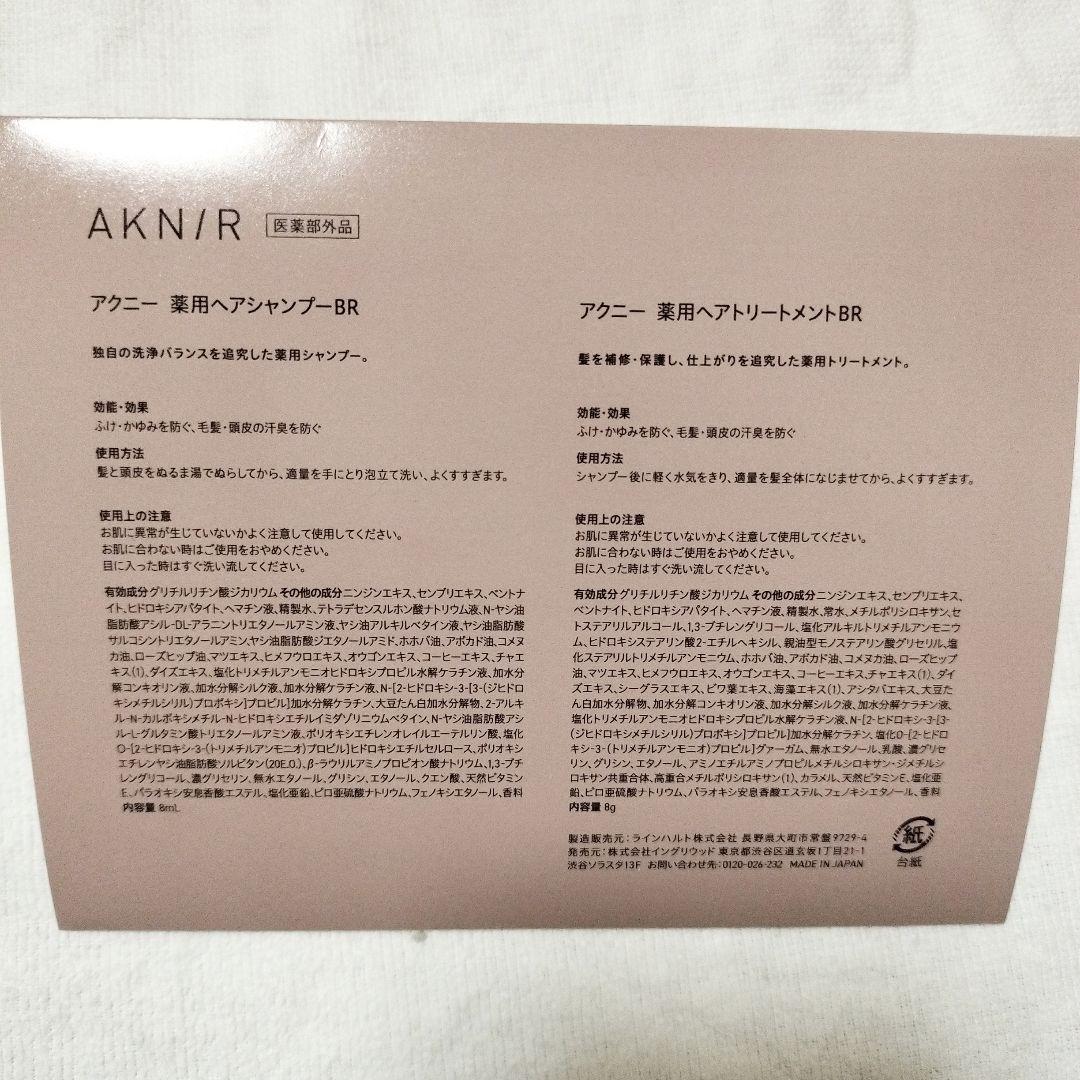 AKNIR 医薬部外品
アクニー 薬用ヘアシャンプーBR
独自の洗浄バランスを追究した薬用シャンプー。
効能・効果
ふけ・かゆみを防ぐ、毛髪・頭皮の汗臭を防ぐ
使用方法
髪と頭皮をぬるま湯でぬらしてから、適量を手にとり泡立て洗い、よくすすぎます。
使用上の注意
お肌に異常が生じていないかよく注意して使用してください。
お肌に合わない時はご使用をおやめください。
目に入った時はすぐ洗い流してください。
有効成分グリチルリチン酸ジカリウム その他の成分ニンジンエキス、センブリエキス、ベントナ
イト、ヒドロキシアパタイト、ヘマチン液、精製水、テトラデセンスルホン酸ナトリウム液、N-ヤシ油
脂肪酸アシル-DL-アラニントリエタノールアミン液、ヤシ油アルキルベタイン液、ヤシ油脂肪酸
サルコシントリエタノールアミン、ヤシ油脂肪酸ジエタノールアミド、ホホバ油、アボカド油、コメヌ
カ油、ローズヒップ油、マツエキス、ヒメフウロエキス、オウゴンエキス、コーヒーエキス、チャエ
キス(1)、ダイズエキス、塩化トリメチルアンモニオヒドロキシプロピル水解ケラチン液、加水分
解コンキオリン液、加水分解シルク液、加水分解ケラチン液、N-[2-ヒドロキシ-3-[3-(ジヒドロ
キシメチルシリル)プロポキシ]プロピル]加水分解ケラチン、大豆たん白加水分解物、2-アルキ
ル-N-カルボキシメチル-N-ヒドロキシエチルイミダゾリニウムベタイン、N-ヤシ油脂肪酸アシ
ル-L-グルタミン酸トリエタノールアミン液、ポリオキシエチレンオレイルエーテルリン酸、塩化
O-[2-ヒドロキシ-3-(トリメチルアンモニオ)プロピル]ヒドロキシエチルセルロース、ポリオキシ
エチレンヤシ油脂肪酸ソルビタン(20E.O.)、β-ラウリルアミノプロピオン酸ナトリウム、1,3-ブチ
レングリコール、濃グリセリン、無水エタノール、グリシン、エタノール、クエン酸、天然ビタミン
E、パラオキシ安息香酸エステル、塩化亜鉛、ピロ亜硫酸ナトリウム、フェノキシエタノール、香料
内容量 8mL
アクニー 薬用ヘアトリートメントBR
髪を補修・保護し、仕上がりを追究した薬用トリートメント。
効能・効果
ふけ・かゆみを防ぐ、毛髪・頭皮の汗臭を防ぐ
使用方法
シャンプー後に軽く水気をきり、適量を髪全体になじませてから、よくすすぎます。
使用上の注意
お肌に異常が生じていないかよく注意して使用してください。
お肌に合わない時はご使用をおやめください。
目に入った時はすぐ洗い流してください。
有効成分グリチルリチン酸ジカリウム その他の成分ニンジンエキス、センブリエキス、
ベントナイト、ヒドロキシアパタイト、ヘマチン液、精製水、常水、メチルポリシロキサン、セ
トステアリルアルコール、1,3-ブチレングリコール、塩化アルキルトリメチルアンモニウ
ム、ヒドロキシステアリン酸2-エチルヘキシル、親油型モノステアリン酸グリセリル、塩
化ステアリルトリメチルアンモニウム、ホホバ油、アボカド油、コメヌカ油、ローズヒップ
油、マツエキス、ヒメフウロエキス、オウゴンエキス、コーヒーエキス、チャエキス(1)、ダイ
ズエキス、シーグラスエキス、ビワ葉エキス、海藻エキス(1)、アシタバエキス、大豆た
ん白加水分解物、加水分解コンキオリン液、加水分解シルク液、加水分解ケラチン液、
塩化トリメチルアンモニオヒドロキシプロピル水解ケラチン液、N-[2-ヒドロキシ-3-[3-
(ジヒドロキシメチルシリル)プロポキシ]プロピル]加水分解ケラチン、塩化O-[2-ヒドロ
キシ-3-(トリメチルアンモニオ)プロピル]グァーガム、無水エタノール、乳酸、濃グリセ
リン、グリシン、エタノール、アミノエチルアミノプロピルメチルシロキサン・ジメチルシ
ロキサン共重合体、高重合メチルポリシロキサン(1)、カラメル、天然ビタミンE、塩化亜
鉛、ピロ亜硫酸ナトリウム、パラオキシ安息香酸エステル、フェノキシエタノール、香料
内容量 8g
製造販売元：ラインハルト株式会社 長野県大町市常盤9729-4
発売元：株式会社イングリウッド 東京都渋谷区道玄坂1丁目21-1
渋谷ソラスタ13F お問い合わせ先：0120-026-232 MADE IN JAPAN
紙
台紙